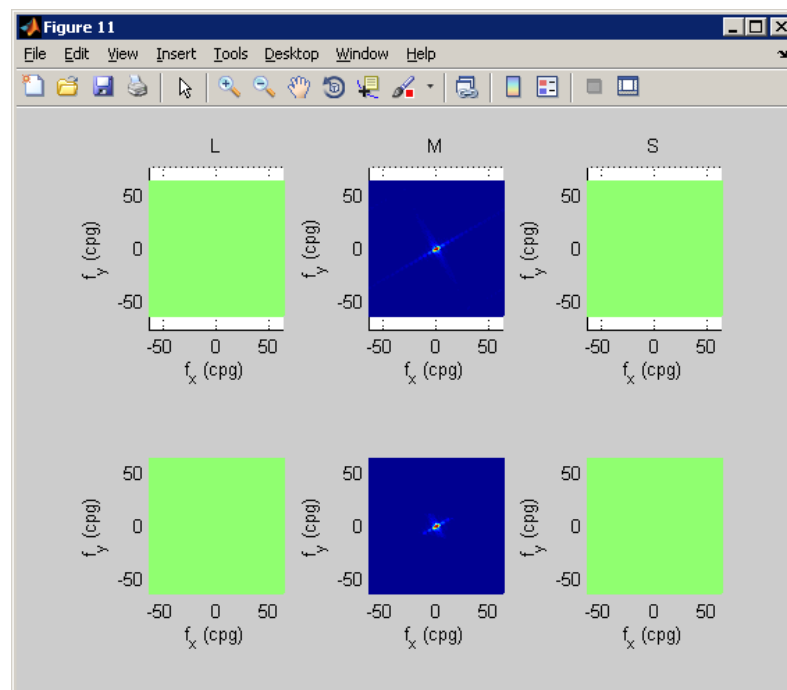 Figure 11
File Edit View Insert Tools Desktop Window Help
L M S
50 50 50
0 0 0
-50 -50 -50
f_y (cpg) f_y (cpg) f_y (cpg)
-50 0 50 -50 0 50 -50 0 50
f_x (cpg) f_x (cpg) f_x (cpg)
50 50 50
0 0 0
-50 -50 -50
f_y (cpg) f_y (cpg) f_y (cpg)
-50 0 50 -50 0 50 -50 0 50
f_x (cpg) f_x (cpg) f_x (cpg)